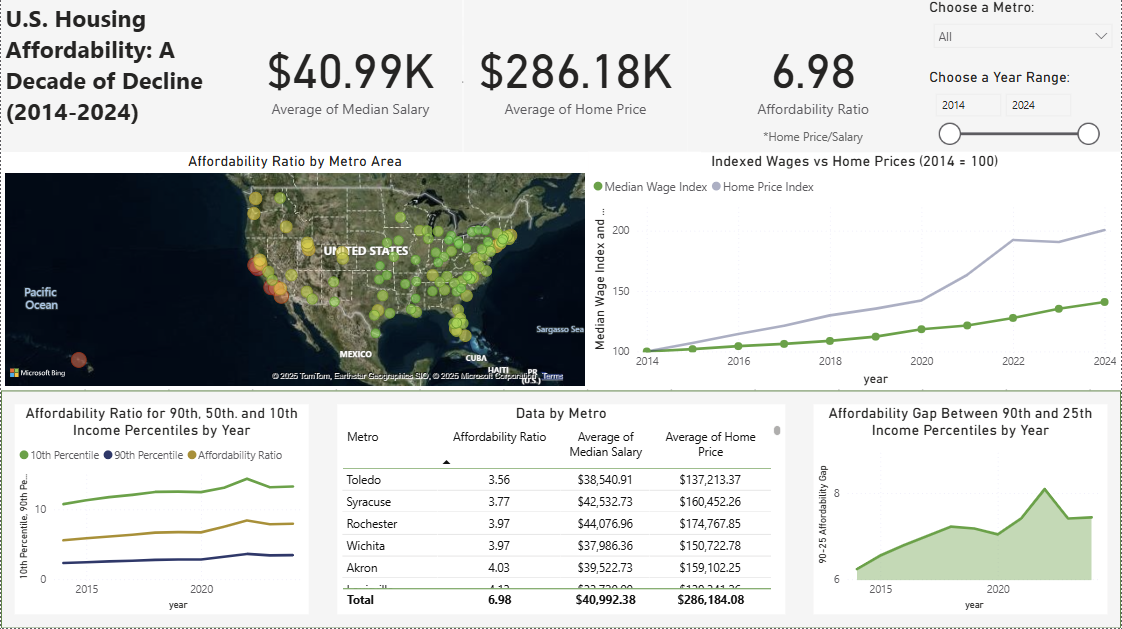 U.S. Housing
Affordability: A
Decade of Decline
(2014-2024)
$40.99K
Average of Median Salary
$286.18K
Average of Home Price
6.98
Affordability Ratio
*Home Price/Salary
Choose a Metro:
All
Choose a Year Range:
2014
2024
Affordability Ratio by Metro Area
UNITED STATES
Pacific
Ocean
Sargasso Sea
MEXICO
CUBA
HAITI
PR
(U.S.)
Microsoft Bing
© 2025 TomTom, Earthstar Geographics SIO, © 2025 Microsoft Corporation, Terms
Indexed Wages vs Home Prices (2014 = 100)
Median Wage Index
Home Price Index
Median Wage Index and ...
200
150
100
2014
2016
2018
2020
2022
2024
year
Affordability Ratio for 90th, 50th. and 10th
Income Percentiles by Year
10th Percentile
90th Percentile
Affordability Ratio
10th Percentile, 90th Pe...
10
0
2015
2020
year
Data by Metro
Metro
Affordability Ratio
Average of
Median Salary
Average of Home
Price
Toledo 3.56 $38,540.91 $137,213.37
Syracuse 3.77 $42,532.73 $160,452.26
Rochester 3.97 $44,076.96 $174,767.85
Wichita 3.97 $37,986.36 $150,722.78
Akron 4.03 $39,522.73 $159,102.25
Total 6.98 $40,992.38 $286,184.08
Affordability Gap Between 90th and 25th
Income Percentiles by Year
90-25 Affordability Gap
8
6
2015
2020
year